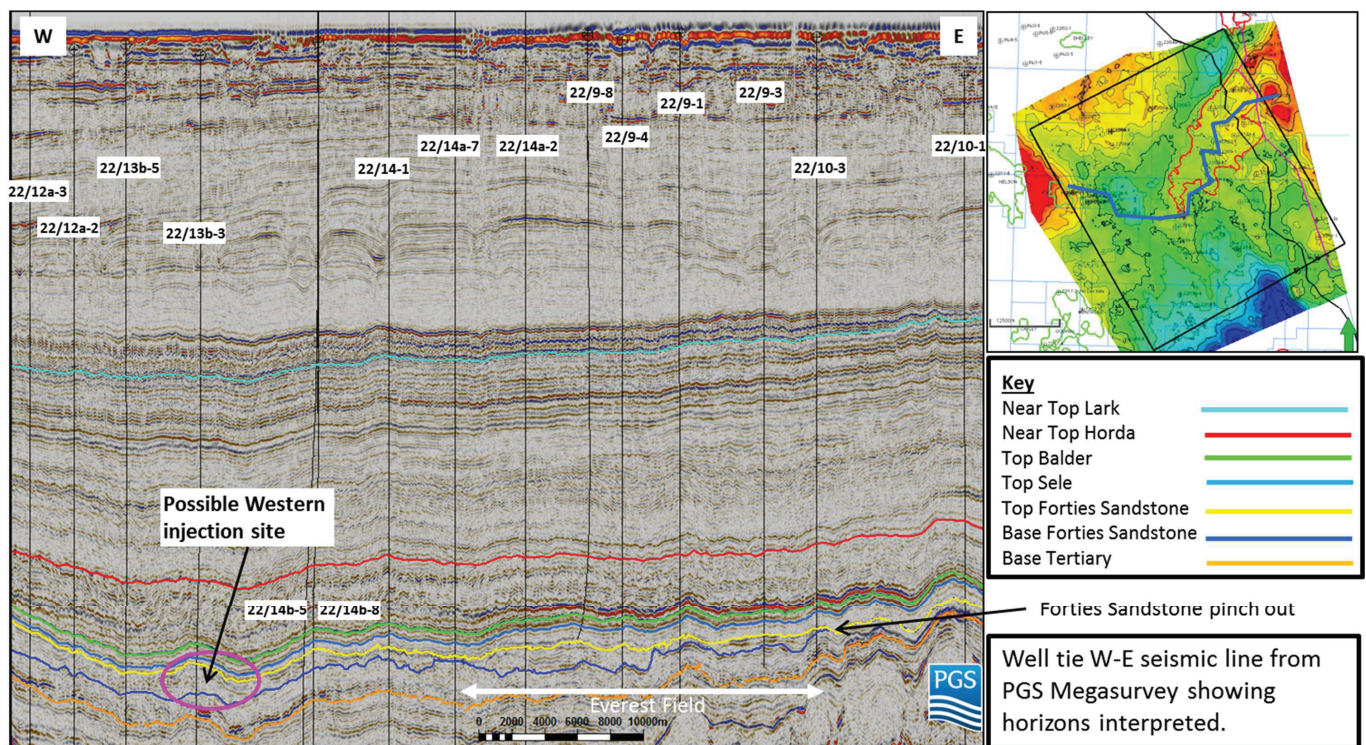 W
E
22/9-8
22/9-1
22/9-3
22/9-4
22/14a-7
22/14a-2
22/13b-5
22/14-1
22/10-3
22/10-1
22/12a-3
22/12a-2
22/13b-3
Possible Western
injection site
22/14b-5
22/14b-8
Everest Field
0 2000 4000 6000 8000 10000m
PGS
12500m
Key
Near Top Lark
Near Top Horda
Top Balder
Top Sele
Top Forties Sandstone
Base Forties Sandstone
Base Tertiary
Forties Sandstone pinch out
Well tie W-E seismic line from
PGS Megasurvey showing
horizons interpreted.